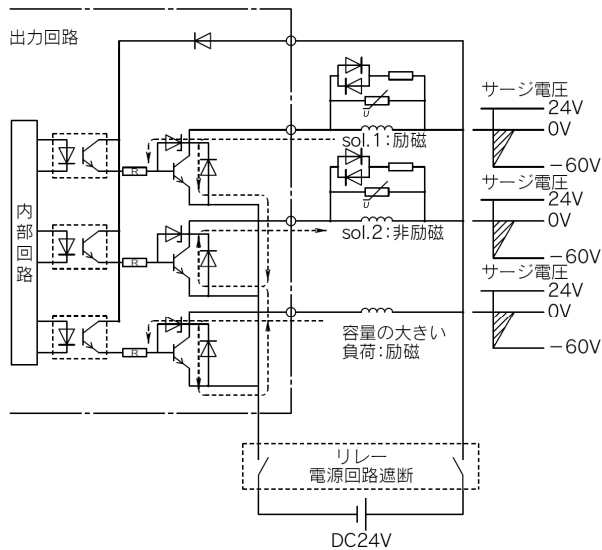 出力回路
内部回路
R
R
R
υ
υ
sol.1：励磁
sol.2：非励磁
容量の大きい
負荷：励磁
サージ電圧
24V
0V
−60V
サージ電圧
24V
0V
−60V
サージ電圧
24V
0V
−60V
リレー
電源回路遮断
DC24V